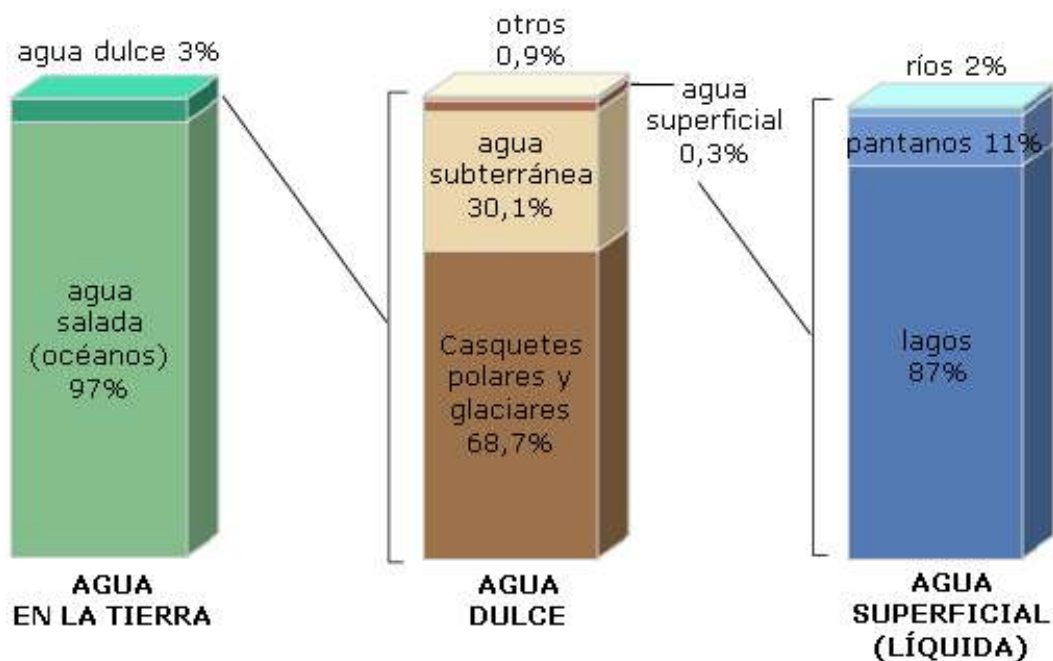 agua dulce 3%
agua
salada
(océanos)
97%
AGUA
EN LA TIERRA
otros
0,9%
agua
superficial
0,3%
agua
subterránea
30,1%
Casquetes
polares y
glaciares
68,7%
AGUA
DULCE
ríos 2%
pantanos 11%
lagos
87%
AGUA
SUPERFICIAL
(LÍQUIDA)